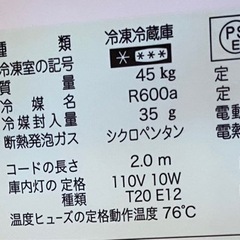 種類 冷凍冷蔵庫
冷凍室の記号 * ***
質量 45kg 定
冷媒名 R600a 定
冷媒封入量 35 g 電動
断熱発泡ガス シクロペンタン 電熱
コードの長さ 2.0 m
庫内灯の定格 110V 10W
T20 E12
温度ヒューズの定格動作温度 76℃
PS
E